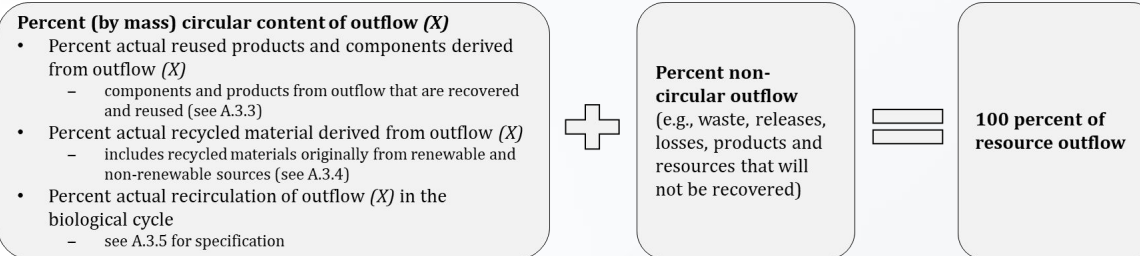 Percent (by mass) circular content of outflow (X)
• Percent actual reused products and components derived
from outflow (X)
– components and products from outflow that are recovered
and reused (see A.3.3)
• Percent actual recycled material derived from outflow (X)
– includes recycled materials originally from renewable and
non-renewable sources (see A.3.4)
• Percent actual recirculation of outflow (X) in the
biological cycle
– see A.3.5 for specification
Percent non-
circular outflow
(e.g., waste, releases,
losses, products and
resources that will
not be recovered)
100 percent of
resource outflow